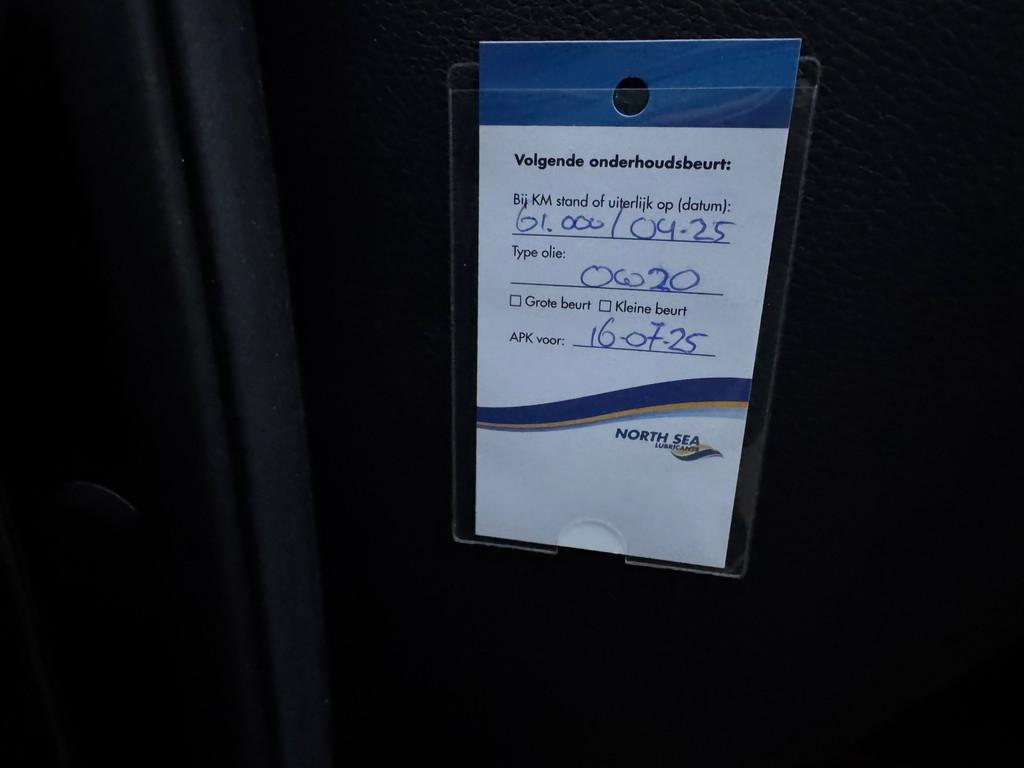 Volgende onderhoudsbeurt:
Bij KM stand of uiterlijk op (datum):
61.000/04-25
Type olie:
0W20
Grote beurt Kleine beurt
APK voor: 16-07-25
NORTH SEA
LUBRICANTS